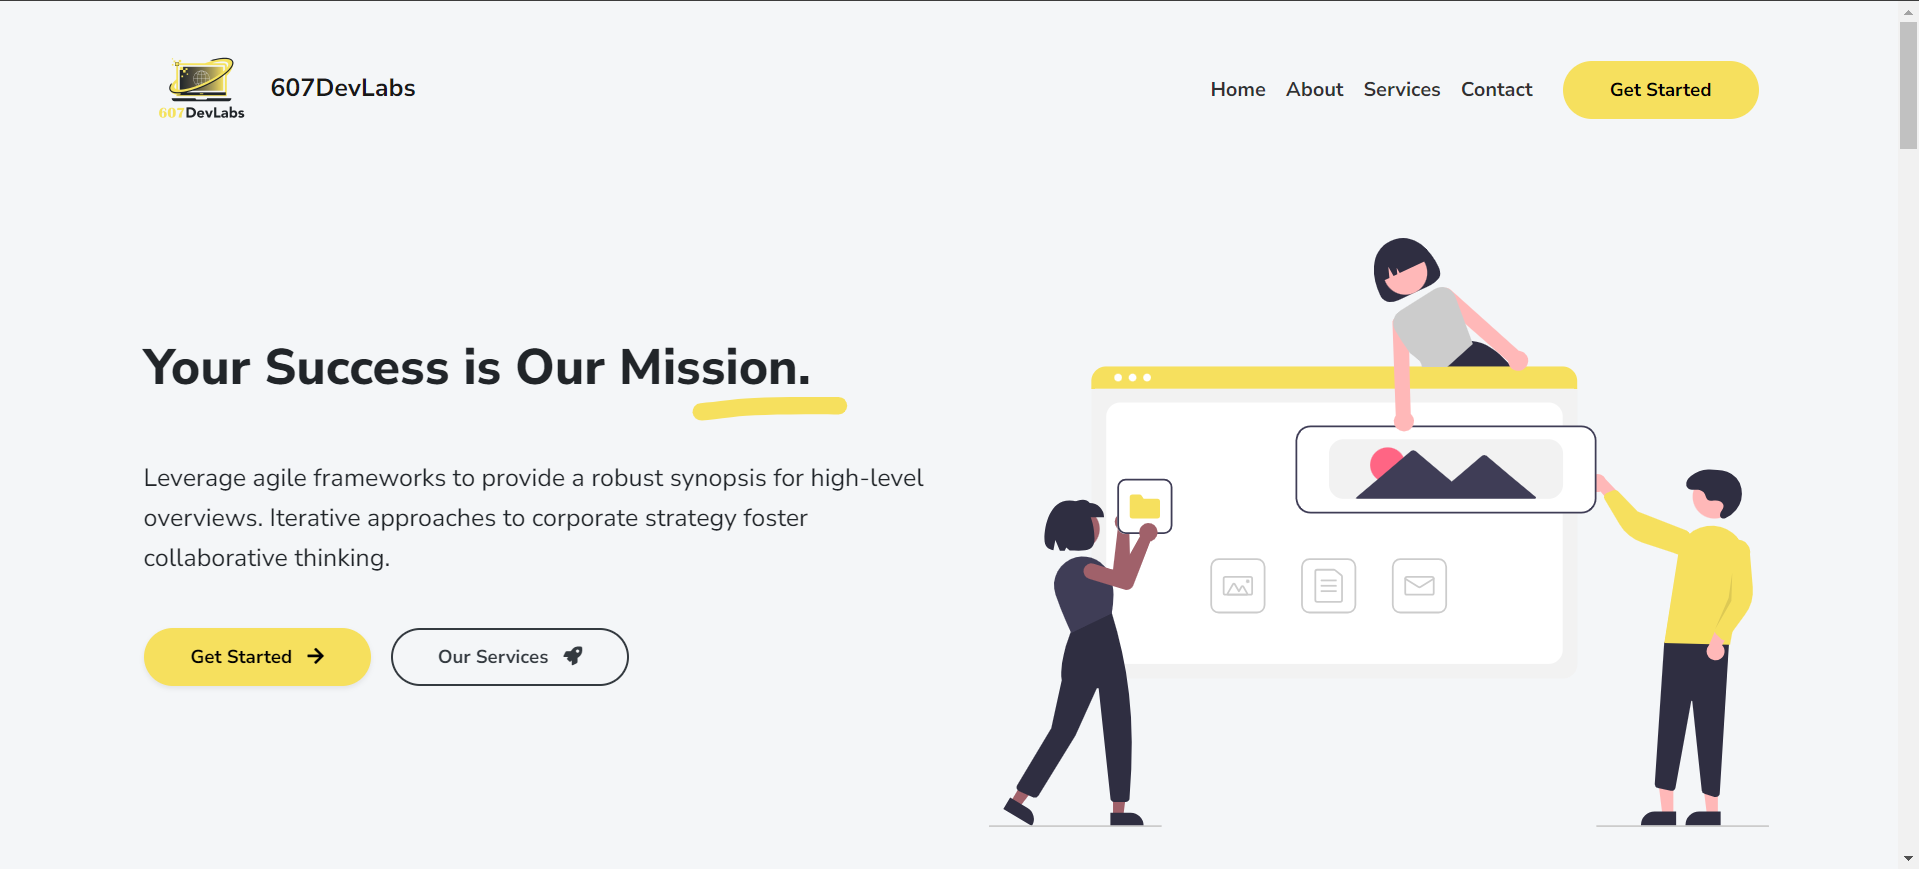 607DevLabs
607DevLabs
Home About Services Contact Get Started
Your Success is Our Mission.
Leverage agile frameworks to provide a robust synopsis for high-level
overviews. Iterative approaches to corporate strategy foster
collaborative thinking.
Get Started
Our Services